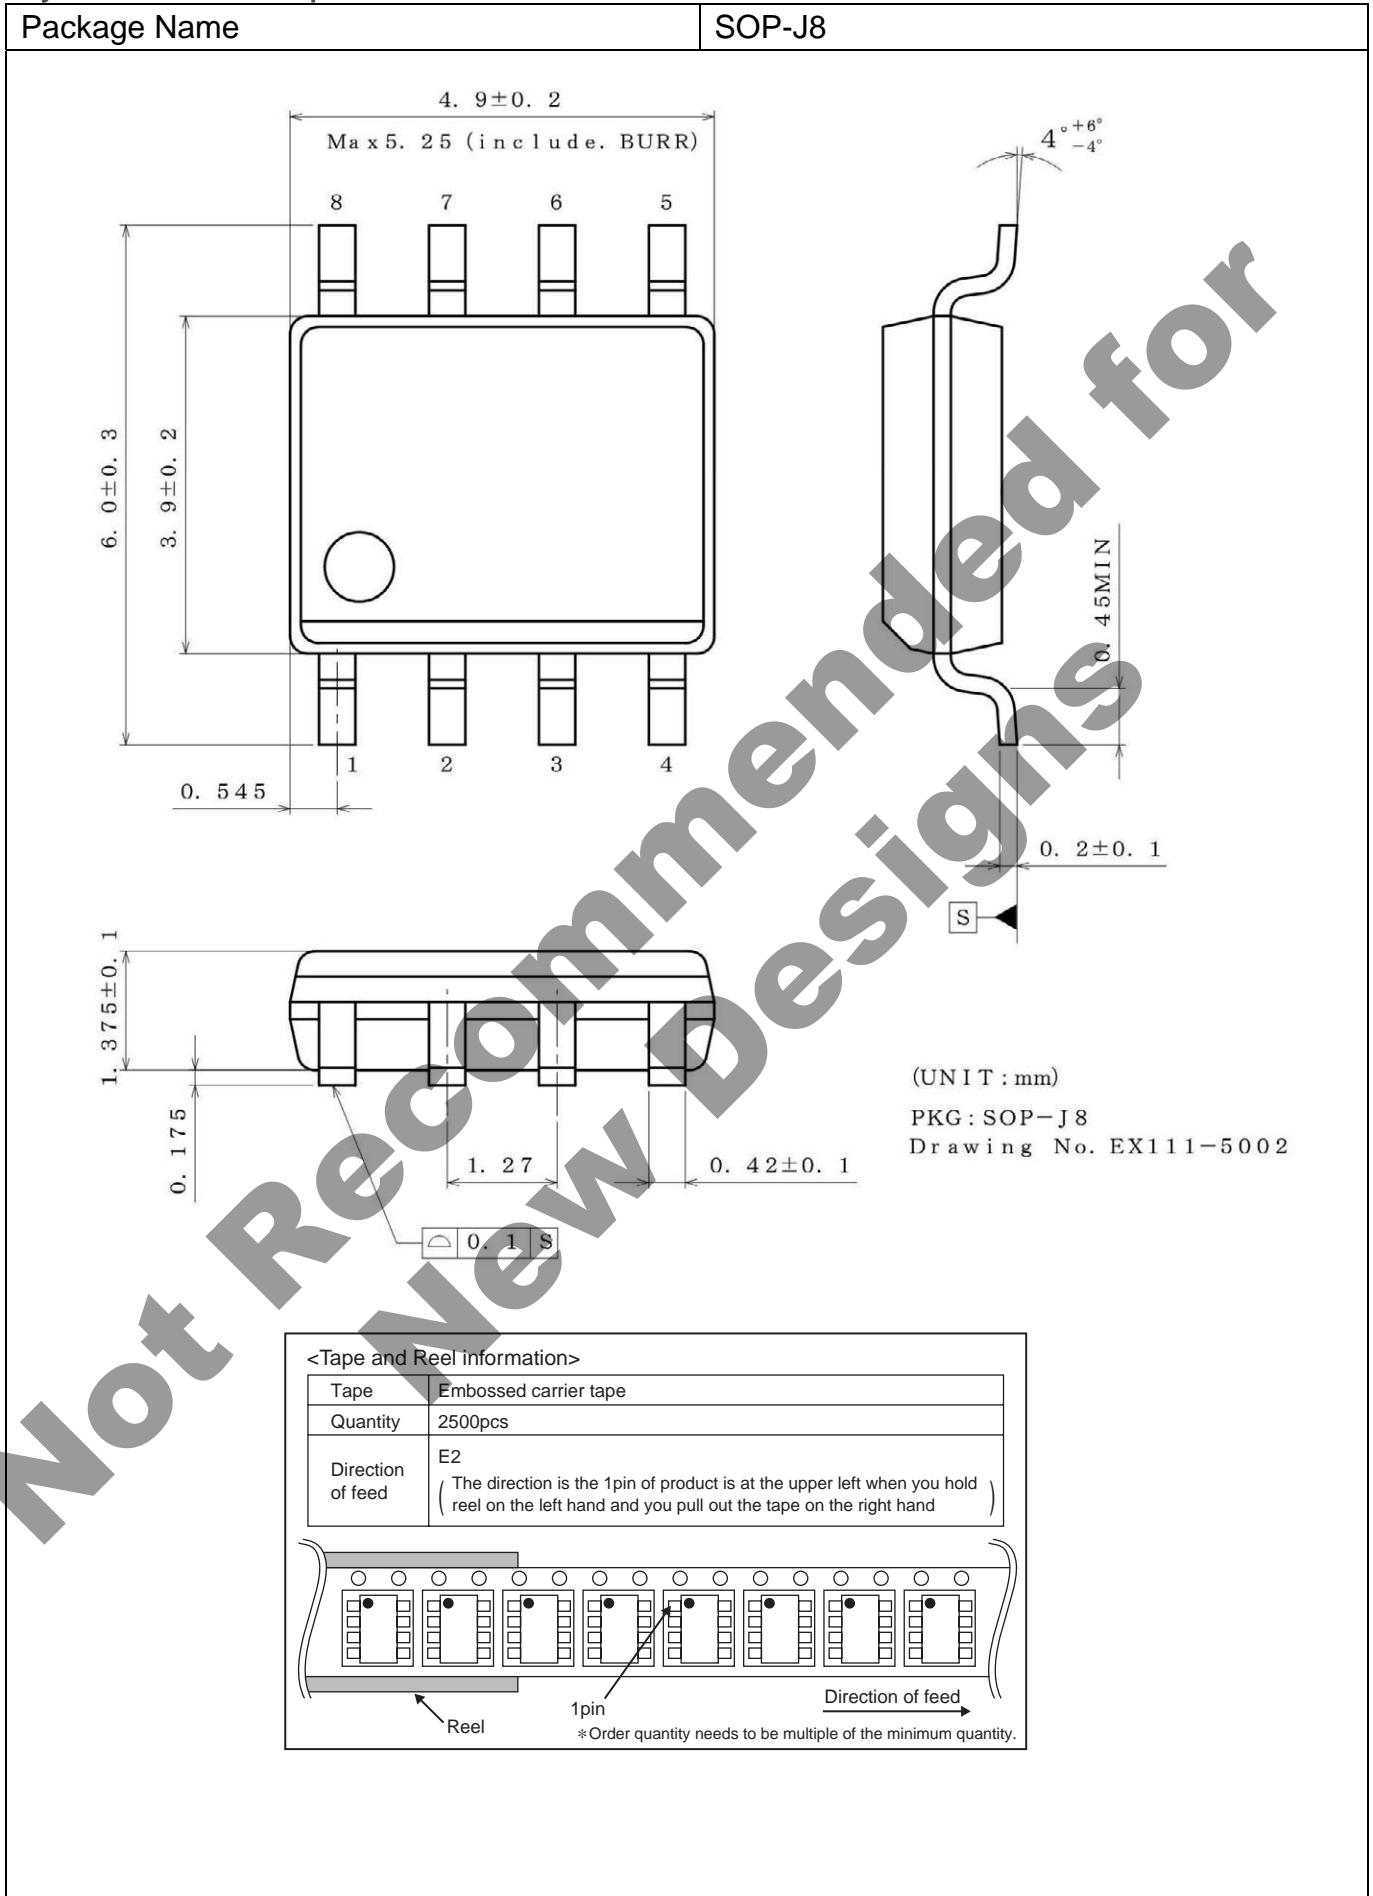 Package Name
SOP-J8
4. 9±0. 2
Max5. 25 (include. BURR)
4°+6°
−4°
8 7 6 5
6. 0±0. 3
3. 9±0. 2
0. 45MIN
1 2 3 4
0. 545
0. 2±0. 1
S
1. 375±0. 1
0. 175
1. 27
0. 42±0. 1
0. 1 S
(UNIT:mm)
PKG:SOP−J8
Drawing No. EX111−5002
Not Recommended for
New Designs
<Tape and Reel information>
Tape Embossed carrier tape
Quantity 2500pcs
Direction of feed
E2
The direction is the 1pin of product is at the upper left when you hold
reel on the left hand and you pull out the tape on the right hand
Reel
1pin
Direction of feed
*Order quantity needs to be multiple of the minimum quantity.